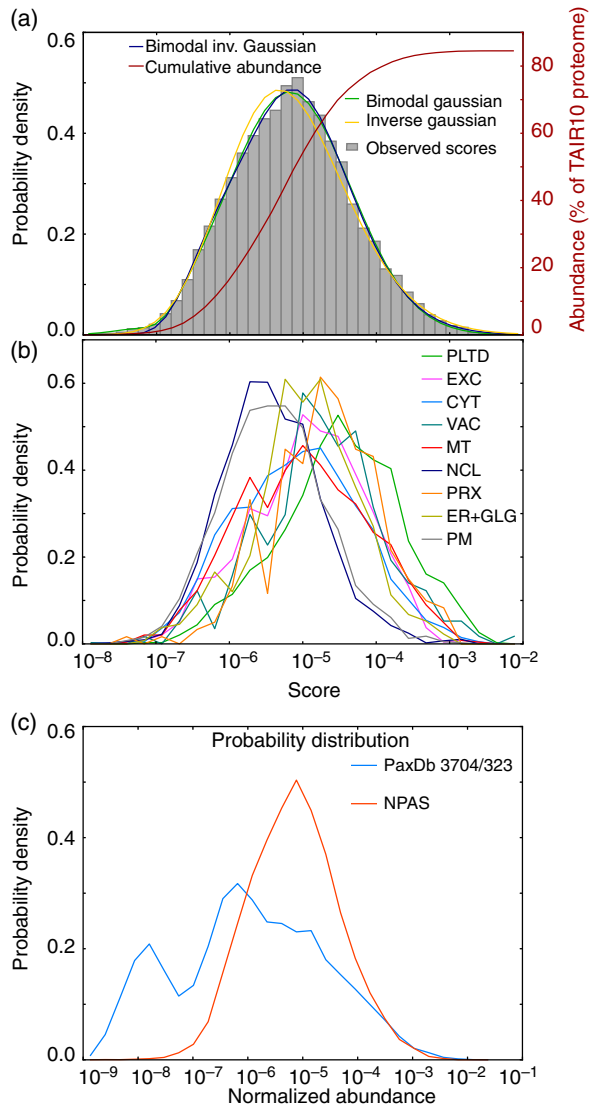 (a)
0.6
0.4
0.2
0.0
Probability density
Bimodal inv. Gaussian
Cumulative abundance
Bimodal gaussian
Inverse gaussian
Observed scores
80
60
40
20
0
Abundance (% of TAIR10 proteome)
(b)
0.6
0.4
0.2
0.0
Probability density
PLTD
EXC
CYT
VAC
MT
NCL
PRX
ER+GLG
PM
10−8 10−7 10−6 10−5 10−4 10−3 10−2
Score
(c)
0.6
0.4
0.2
0.0
Probability density
Probability distribution
PaxDb 3704/323
NPAS
10−9 10−8 10−7 10−6 10−5 10−4 10−3 10−2 10−1
Normalized abundance